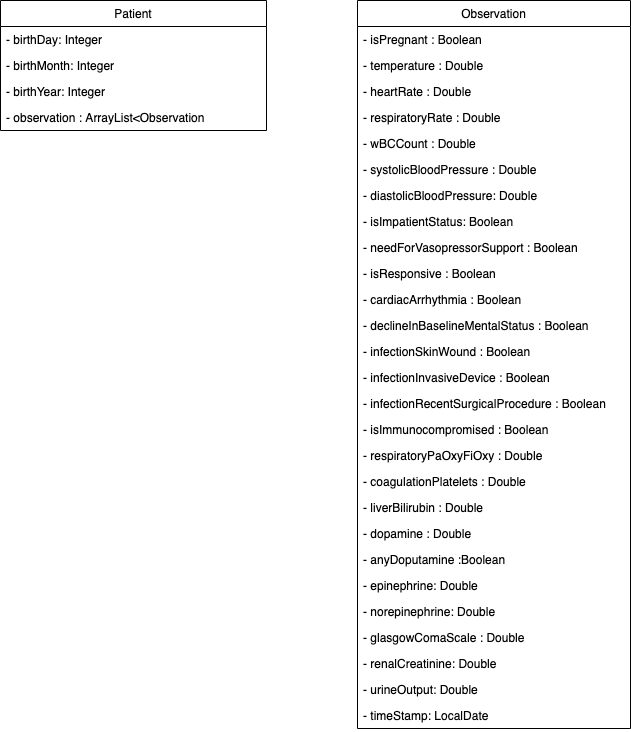 Patient
- birthDay: Integer
- birthMonth: Integer
- birthYear: Integer
- observation : ArrayList<Observation
Observation
- isPregnant : Boolean
- temperature : Double
- heartRate : Double
- respiratoryRate : Double
- wBCCount : Double
- systolicBloodPressure : Double
- diastolicBloodPressure: Double
- isImpatientStatus: Boolean
- needForVasopressorSupport : Boolean
- isResponsive : Boolean
- cardiacArrhythmia : Boolean
- declineInBaselineMentalStatus : Boolean
- infectionSkinWound : Boolean
- infectionInvasiveDevice : Boolean
- infectionRecentSurgicalProcedure : Boolean
- isImmunocompromised : Boolean
- respiratoryPaOxyFiOxy : Double
- coagulationPlatelets : Double
- liverBilirubin : Double
- dopamine : Double
- anyDoputamine :Boolean
- epinephrine: Double
- norepinephrine: Double
- glasgowComaScale : Double
- renalCreatinine: Double
- urineOutput: Double
- timeStamp: LocalDate